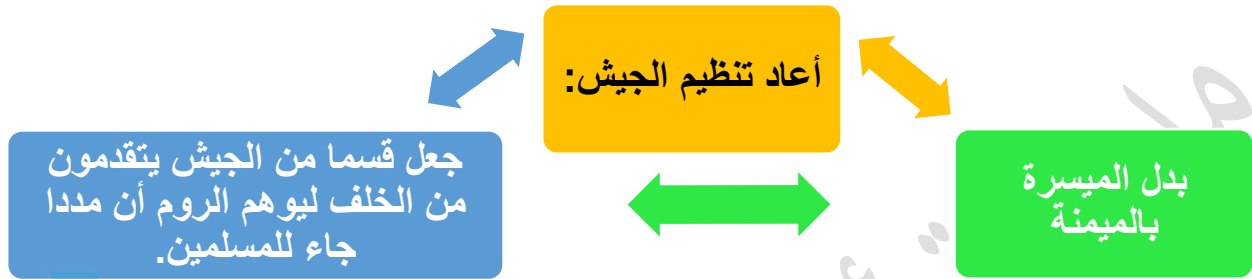 أعاد تنظيم الجيش:
بدل الميسرة
بالميمنة
جعل قسما من الجيش يتقدمون
من الخلف ليوهم الروم أن مددا
جاء للمسلمين.